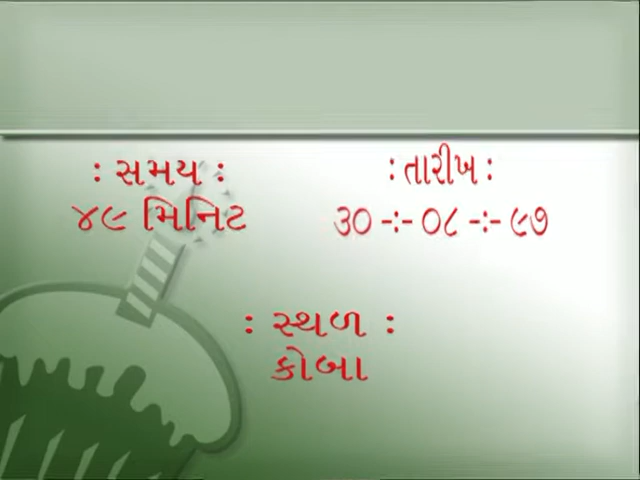 : સમય :
૪૯ મિનિટ
: તારીખ :
૩૦ -:- ૦૮ -:- ૯૭
: સ્થળ :
કોબા